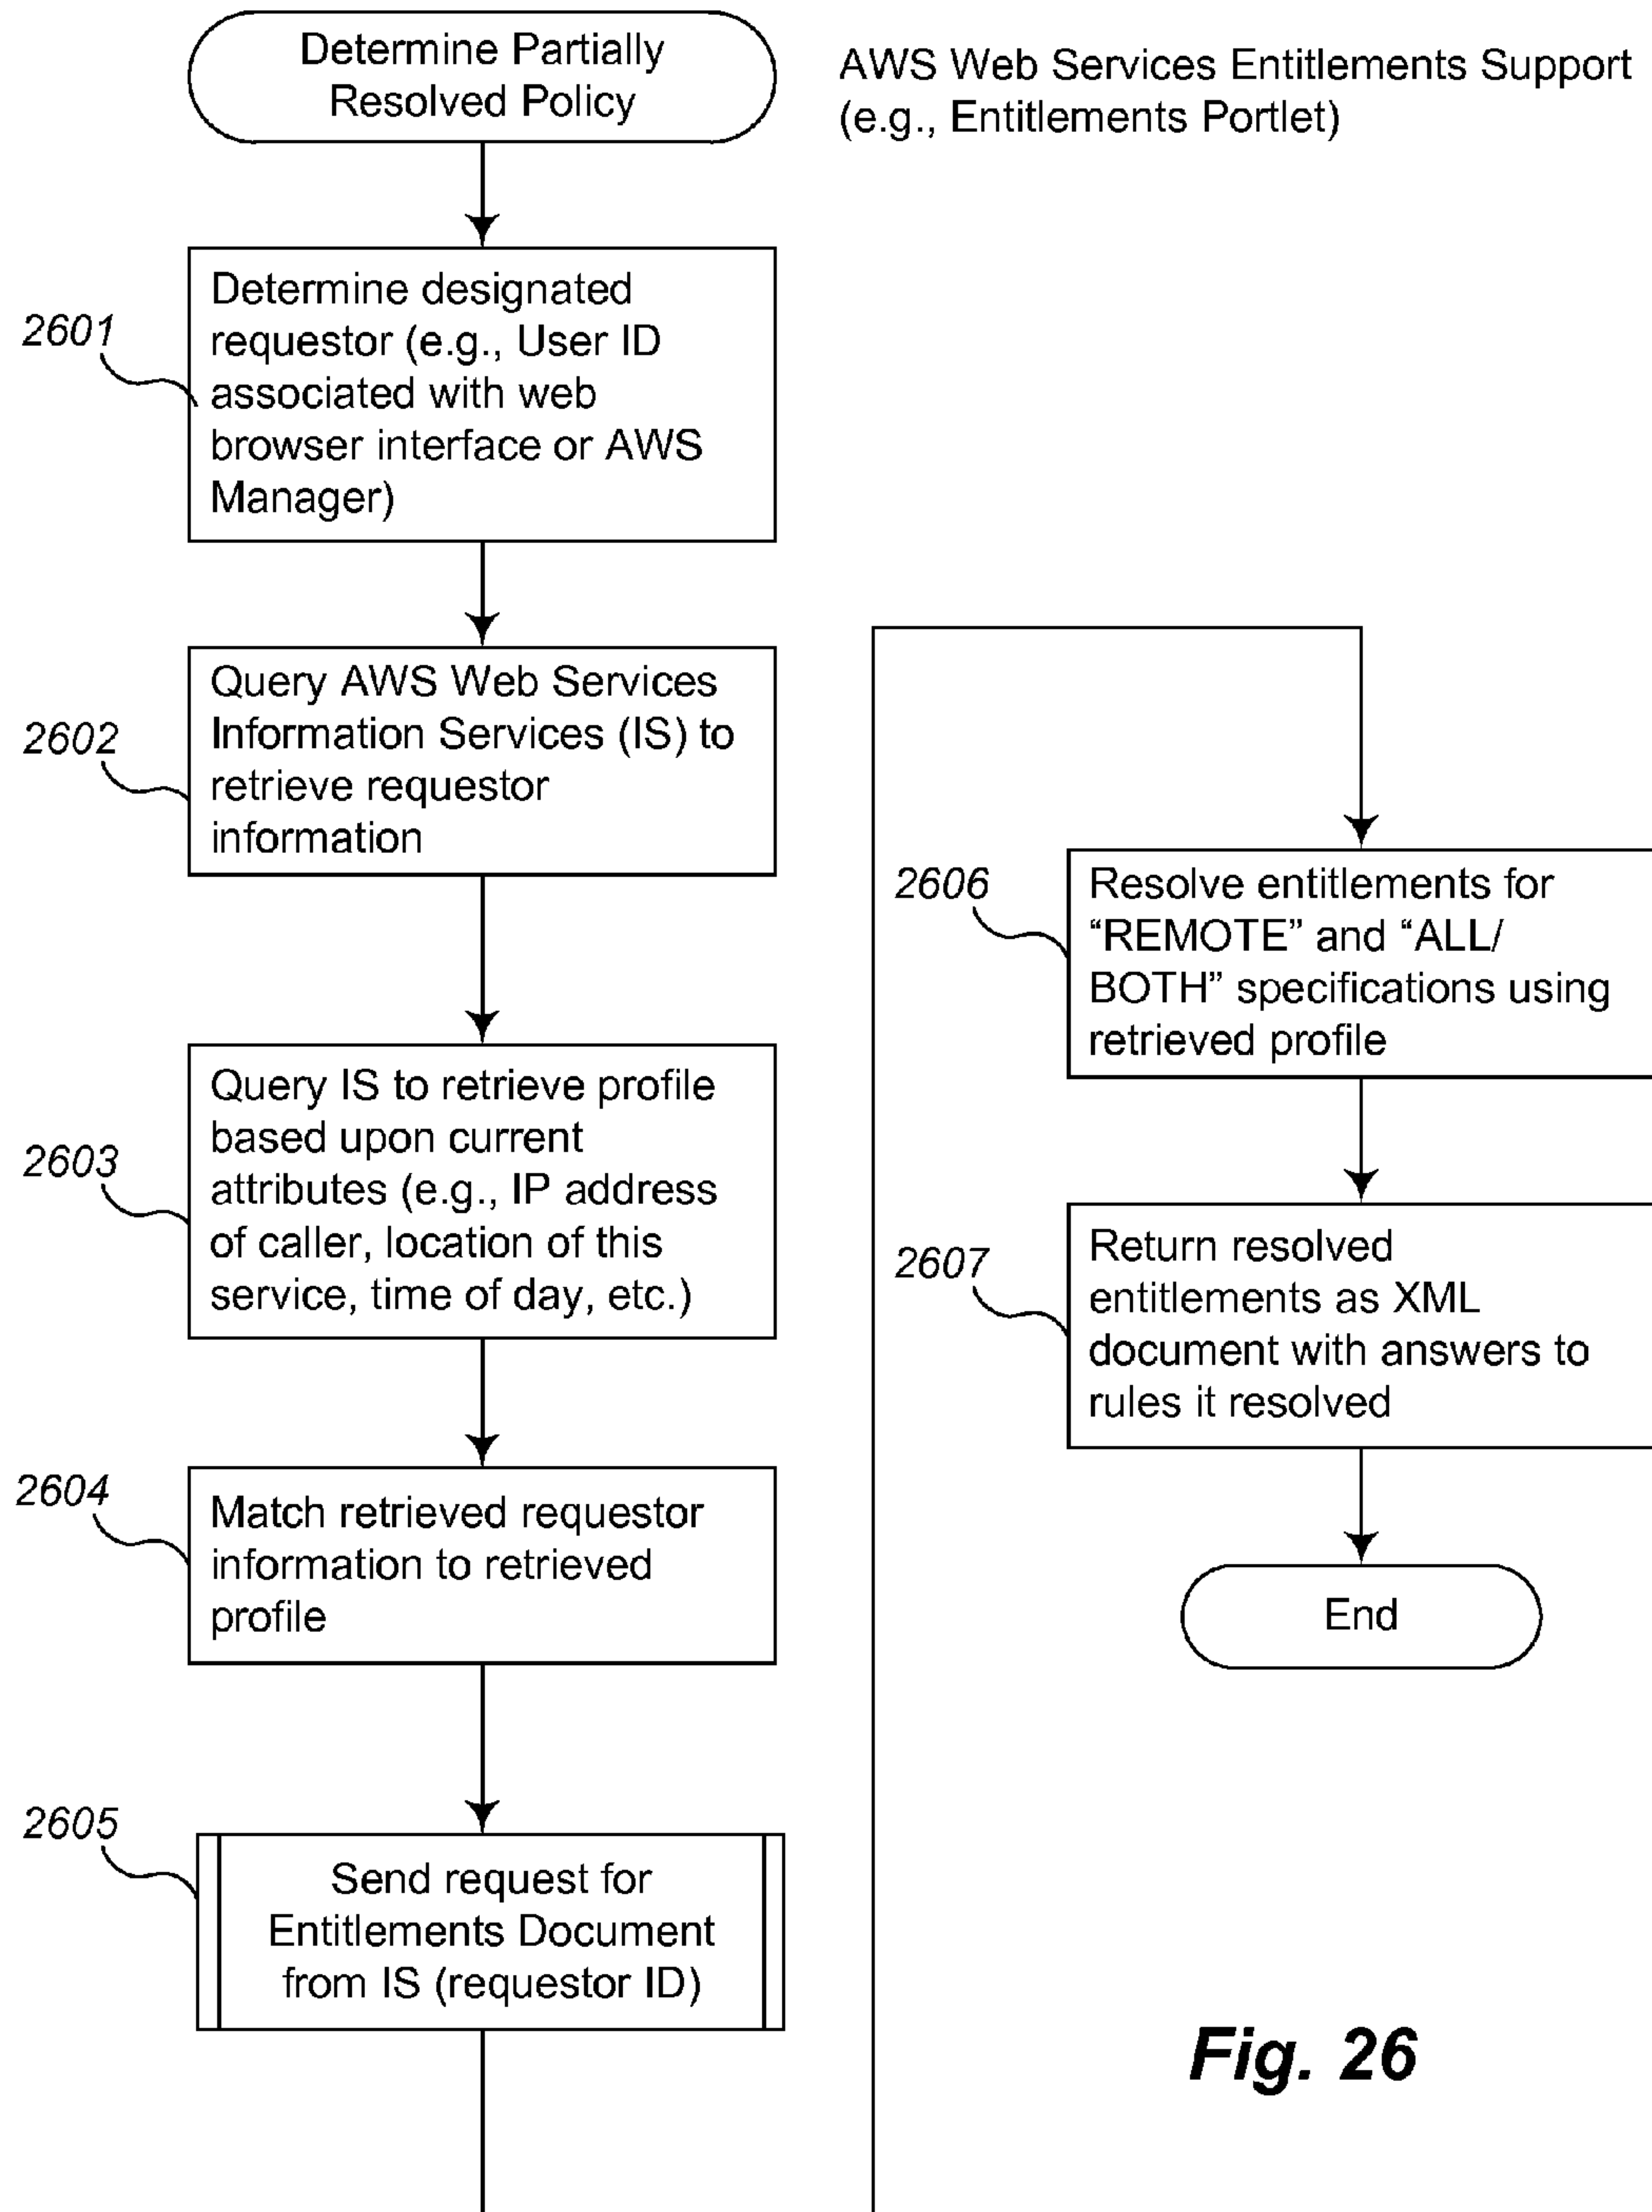 Determine Partially
Resolved Policy
AWS Web Services Entitlements Support
(e.g., Entitlements Portlet)
2601
Determine designated
requestor (e.g., User ID
associated with web
browser interface or AWS
Manager)
2602
Query AWS Web Services
Information Services (IS) to
retrieve requestor
information
2603
Query IS to retrieve profile
based upon current
attributes (e.g., IP address
of caller, location of this
service, time of day, etc.)
2604
Match retrieved requestor
information to retrieved
profile
2605
Send request for
Entitlements Document
from IS (requestor ID)
2606
Resolve entitlements for
“REMOTE” and “ALL/
BOTH” specifications using
retrieved profile
2607
Return resolved
entitlements as XML
document with answers to
rules it resolved
End
Fig. 26